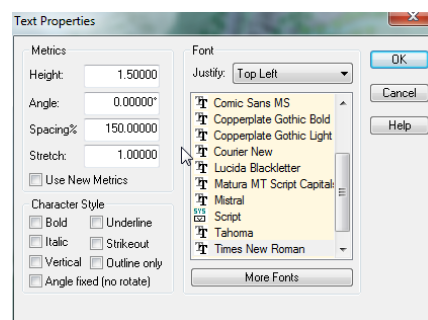 Text Properties
Metrics
Height: 1.50000
Angle: 0.00000°
Spacing% 150.00000
Stretch: 1.00000
Use New Metrics
Character Style
Bold Underline
Italic Strikeout
Vertical Outline only
Angle fixed (no rotate)
Font
Justify: Top Left
Comic Sans MS
Copperplate Gothic Bold
Copperplate Gothic Light
Courier New
Lucida Blackletter
Matura MT Script Capitals
Mistral
SYS Script
Tahoma
Times New Roman
More Fonts
OK
Cancel
Help